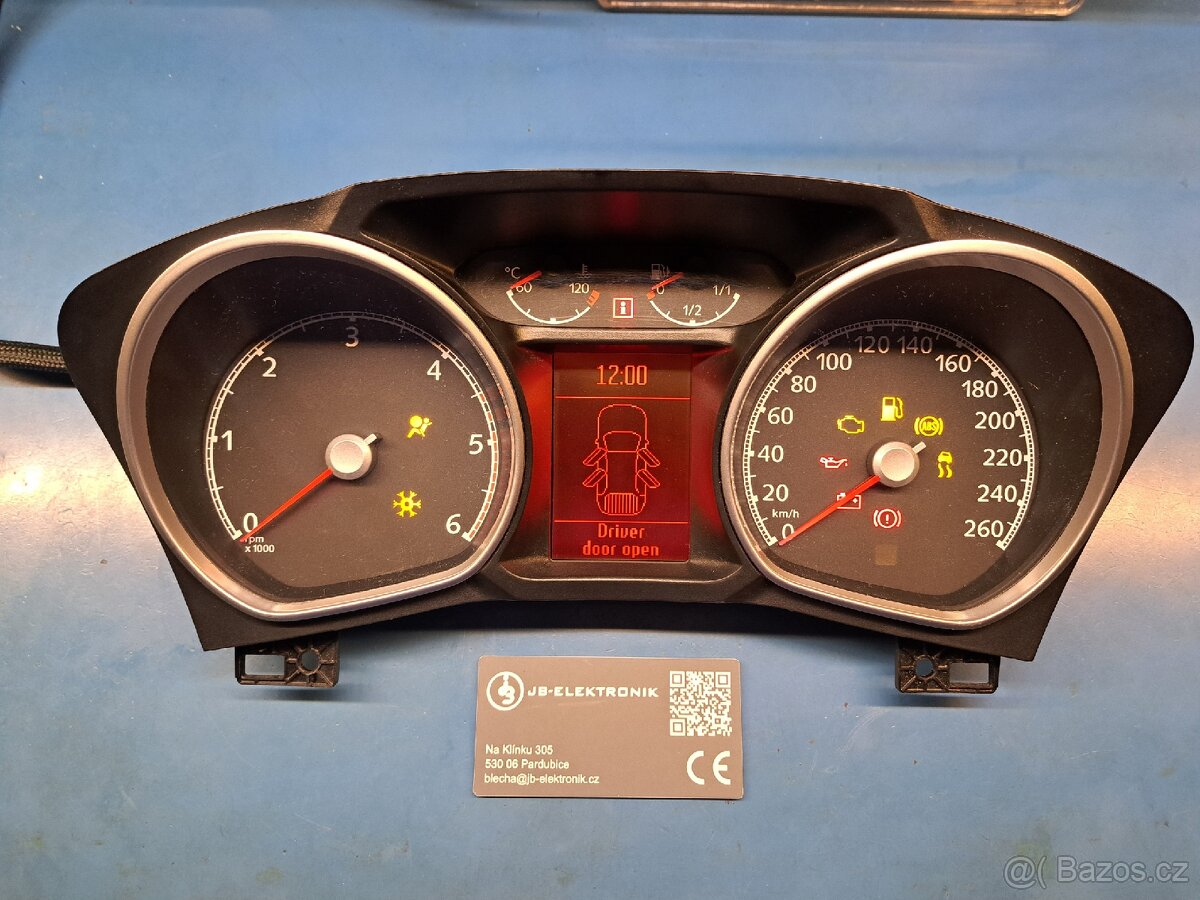 °C
60
120
0
1/2
1/1
0
1
2
3
4
5
6
rpm
x 1000
12:00
Driver
door open
0
20
40
60
80
100
120
140
160
180
200
220
240
260
km/h
ABS
JB-ELEKTRONIK
Na Klínku 305
530 06 Pardubice
blecha@jb-elektronik.cz
CE
Bazos.cz